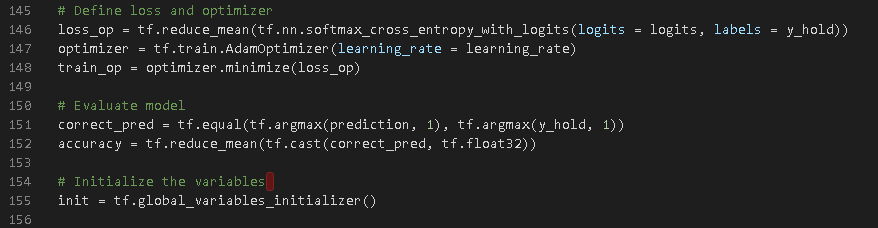 145 # Define loss and optimizer
146 loss_op = tf.reduce_mean(tf.nn.softmax_cross_entropy_with_logits(logits = logits, labels = y_hold))
147 optimizer = tf.train.AdamOptimizer(learning_rate = learning_rate)
148 train_op = optimizer.minimize(loss_op)
149
150 # Evaluate model
151 correct_pred = tf.equal(tf.argmax(prediction, 1), tf.argmax(y_hold, 1))
152 accuracy = tf.reduce_mean(tf.cast(correct_pred, tf.float32))
153
154 # Initialize the variables
155 init = tf.global_variables_initializer()
156